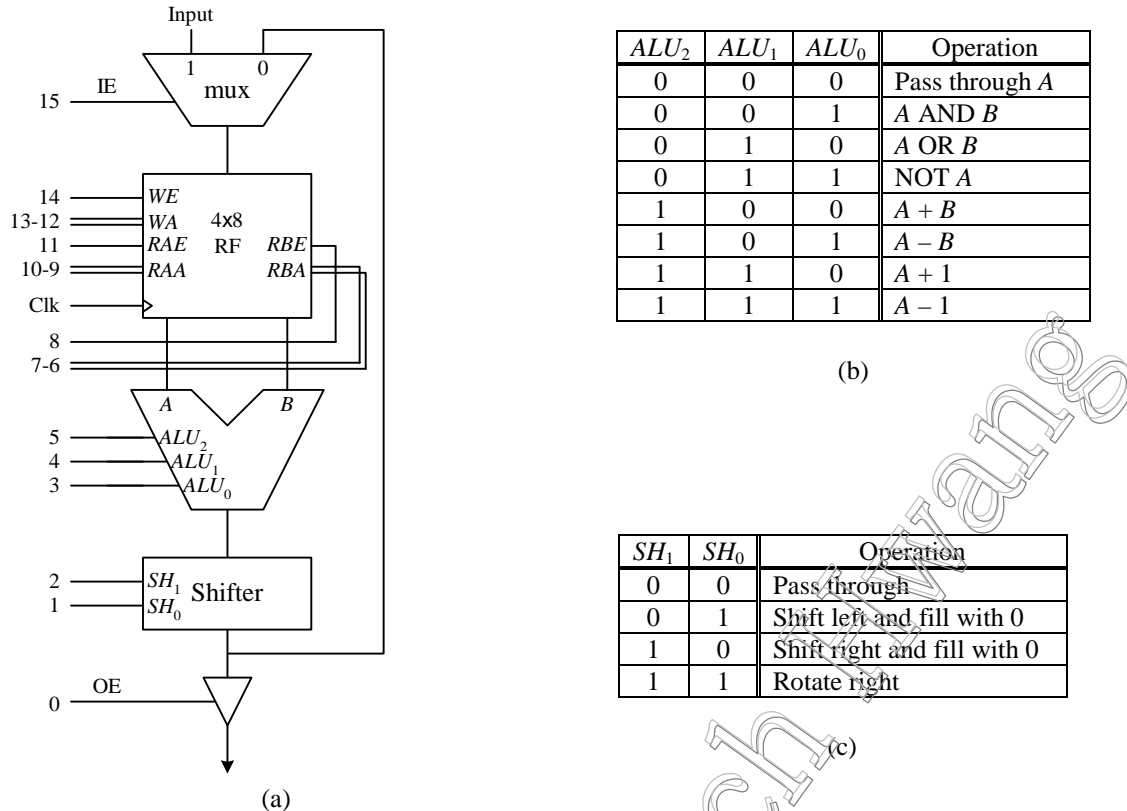 Input
1 0
mux
IE
15
14 WE
13-12 WA
4x8
RF
11 RAE
RBE
10-9 RAA
RBA
Clk
8
7-6
A B
5 ALU2
4 ALU1
3 ALU0
2 SH1
Shifter
1 SH0
OE
0
(a)
ALU2 ALU1 ALU0 Operation
0 0 0 Pass through A
0 0 1 A AND B
0 1 0 A OR B
0 1 1 NOT A
1 0 0 A + B
1 0 1 A – B
1 1 0 A + 1
1 1 1 A – 1
(b)
SH1 SH0 Operation
0 0 Pass through
0 1 Shift left and fill with 0
1 0 Shift right and fill with 0
1 1 Rotate right
(c)
Hwang